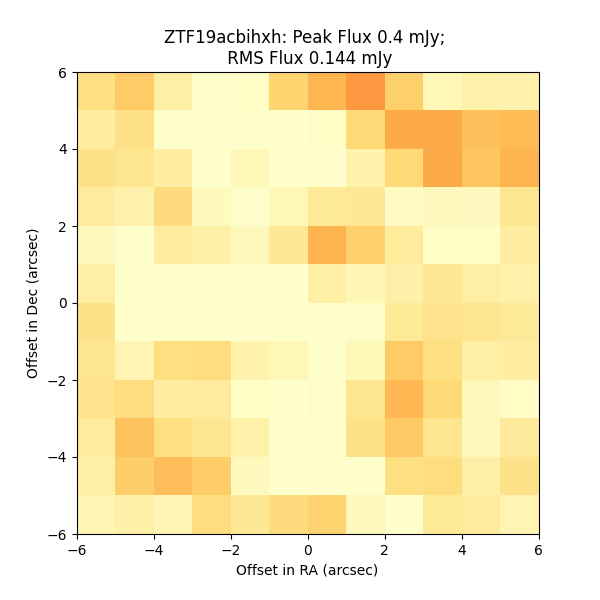 ZTF19acbihxh: Peak Flux 0.4 mJy;
RMS Flux 0.144 mJy
6
4
2
0
−2
−4
−6
Offset in Dec (arcsec)
−6 −4 −2 0 2 4 6
Offset in RA (arcsec)